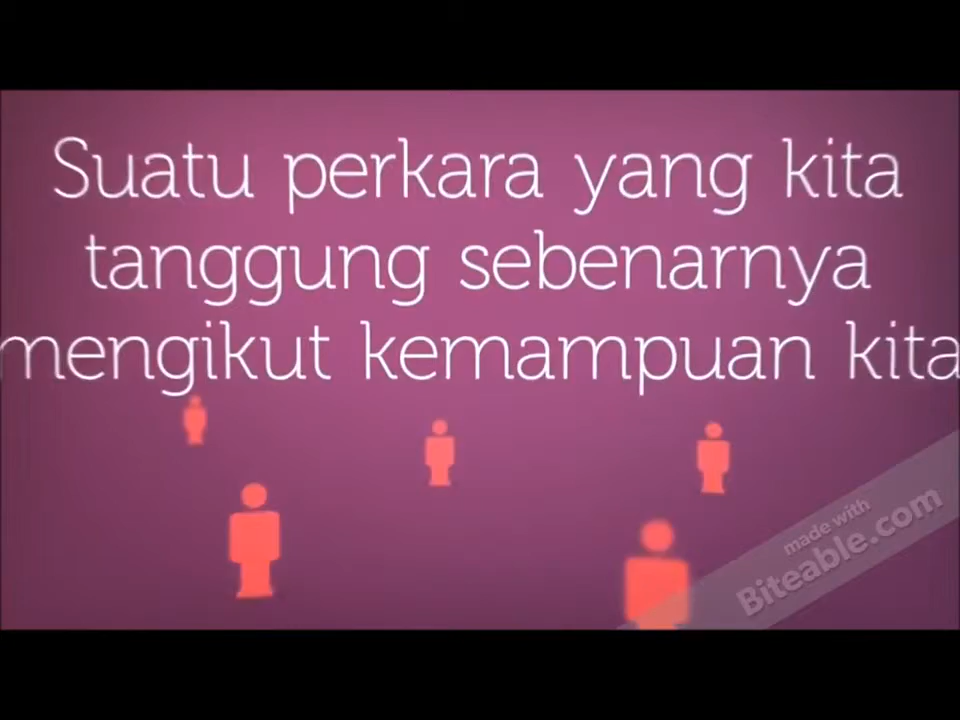 Suatu perkara yang kita
tanggung sebenarnya
mengikut kemampuan kita
made with
Biteable.com